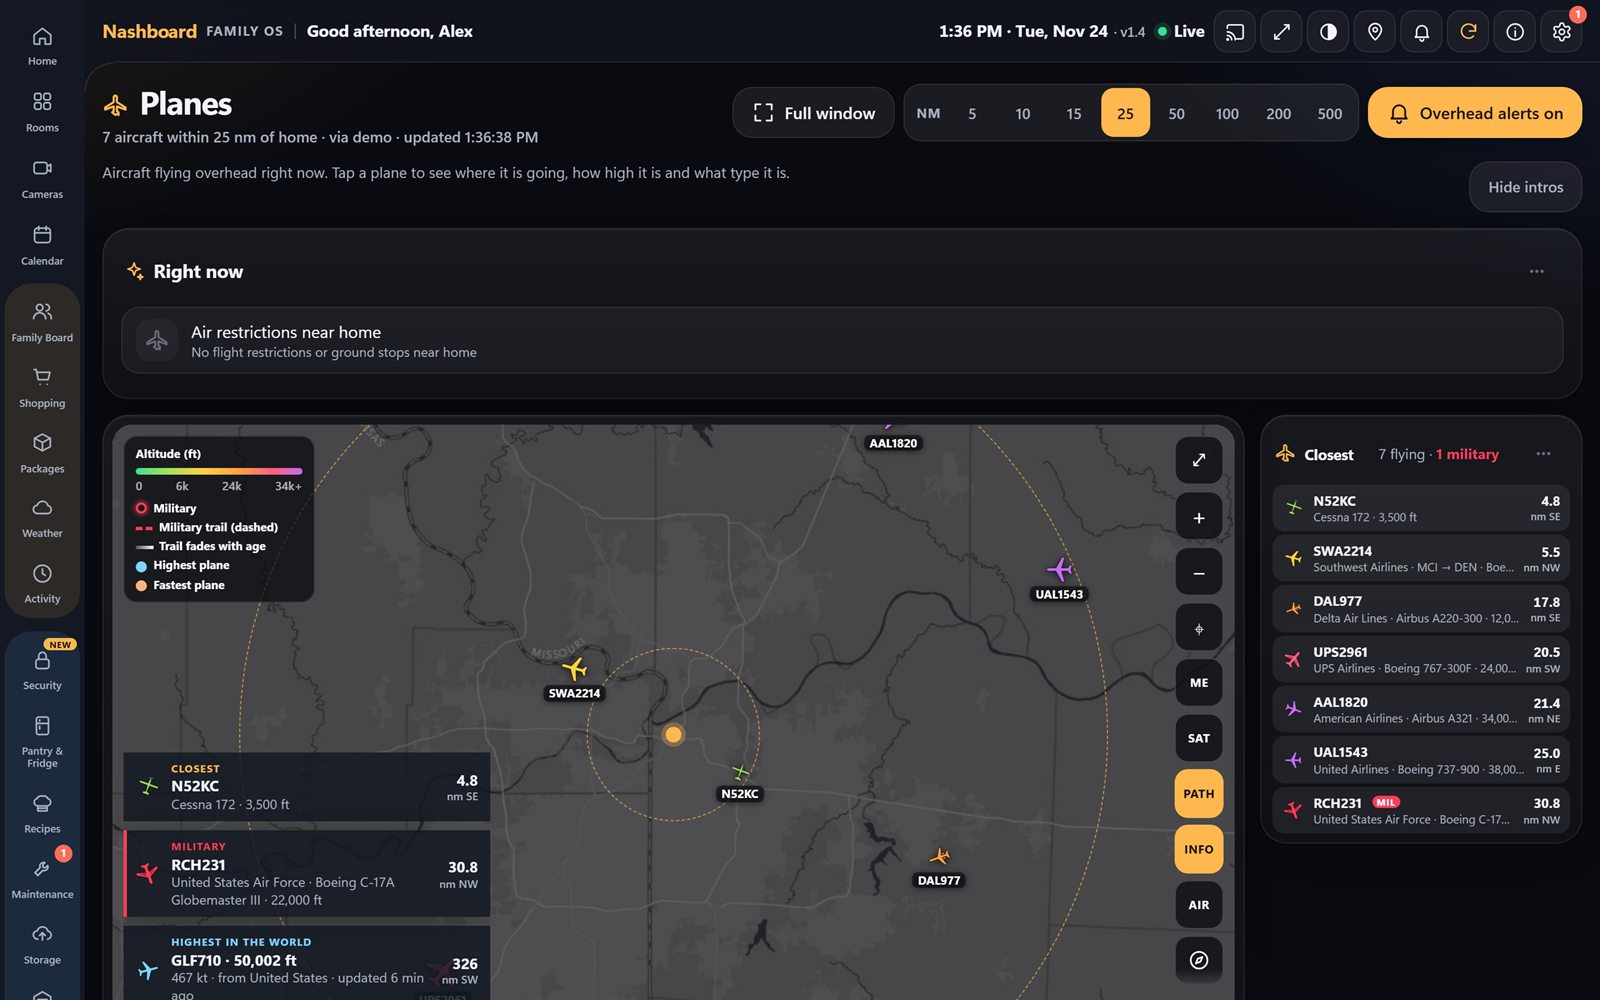 Nashboard FAMILY OS Good afternoon, Alex
1:36 PM · Tue, Nov 24 · v1.4 Live
1
Home
Rooms
Cameras
Calendar
Family Board
Shopping
Packages
Weather
Activity
NEW
Security
Pantry &
Fridge
Recipes
1
Maintenance
Storage
Planes
7 aircraft within 25 nm of home · via demo · updated 1:36:38 PM
Full window
NM 5 10 15 25 50 100 200 500
Overhead alerts on
Aircraft flying overhead right now. Tap a plane to see where it is going, how high it is and what type it is.
Hide intros
Right now
Air restrictions near home
No flight restrictions or ground stops near home
Altitude (ft)
0 6k 24k 34k+
Military
Military trail (dashed)
Trail fades with age
Highest plane
Fastest plane
AAL1820
UAL1543
MISSOURI
SWA2214
N52KC
DAL977
ME
SAT
PATH
INFO
AIR
CLOSEST
N52KC
Cessna 172 · 3,500 ft
4.8
nm SE
MILITARY
RCH231
United States Air Force · Boeing C-17A
Globemaster III · 22,000 ft
30.8
nm NW
HIGHEST IN THE WORLD
GLF710 · 50,002 ft
467 kt · from United States · updated 6 min
ago
326
nm SW
UPS2961
Closest 7 flying · 1 military
N52KC 4.8
Cessna 172 · 3,500 ft nm SE
SWA2214 5.5
Southwest Airlines · MCI → DEN · Boe... nm NW
DAL977 17.8
Delta Air Lines · Airbus A220-300 · 12,0... nm SE
UPS2961 20.5
UPS Airlines · Boeing 767-300F · 24,00... nm SW
AAL1820 21.4
American Airlines · Airbus A321 · 34,00... nm NE
UAL1543 25.0
United Airlines · Boeing 737-900 · 38,00... nm E
RCH231 MIL 30.8
United States Air Force · Boeing C-17... nm NW